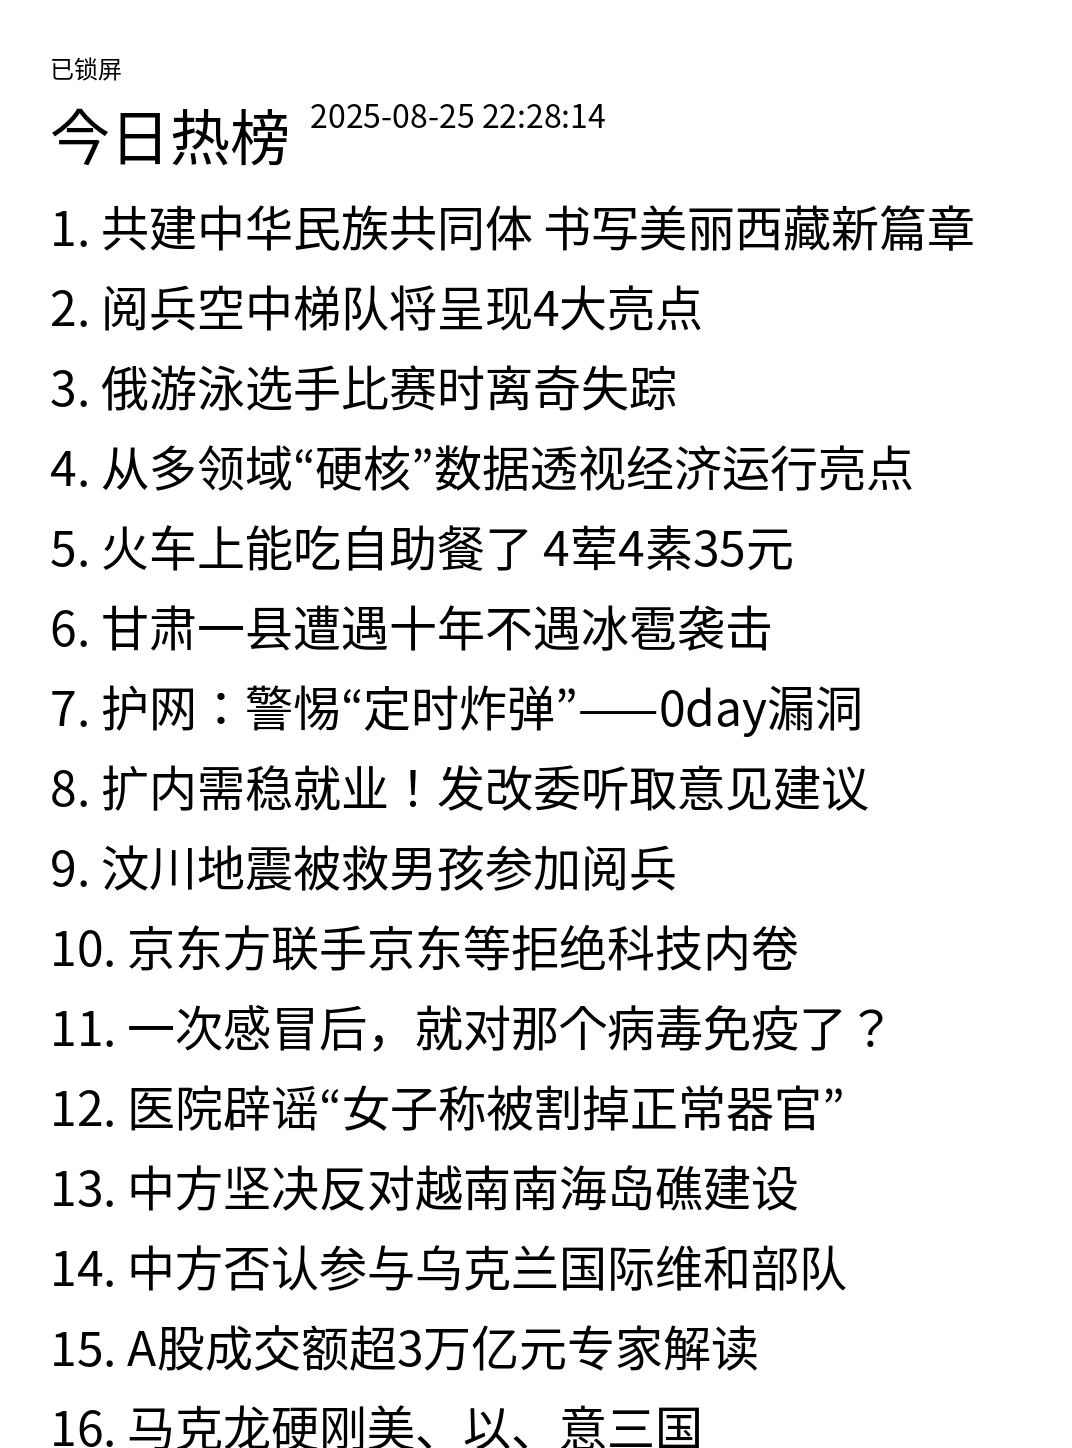 已锁屏
今日热榜 2025-08-25 22:28:14
1. 共建中华民族共同体 书写美丽西藏新篇章
2. 阅兵空中梯队将呈现4大亮点
3. 俄游泳选手比赛时离奇失踪
4. 从多领域“硬核”数据透视经济运行亮点
5. 火车上能吃自助餐了 4荤4素35元
6. 甘肃一县遭遇十年不遇冰雹袭击
7. 护网：警惕“定时炸弹”——0day漏洞
8. 扩内需稳就业！发改委听取意见建议
9. 汶川地震被救男孩参加阅兵
10. 京东方联手京东等拒绝科技内卷
11. 一次感冒后，就对那个病毒免疫了？
12. 医院辟谣“女子称被割掉正常器官”
13. 中方坚决反对越南南海岛礁建设
14. 中方否认参与乌克兰国际维和部队
15. A股成交额超3万亿元专家解读
16. 马克龙硬刚美、以、意三国